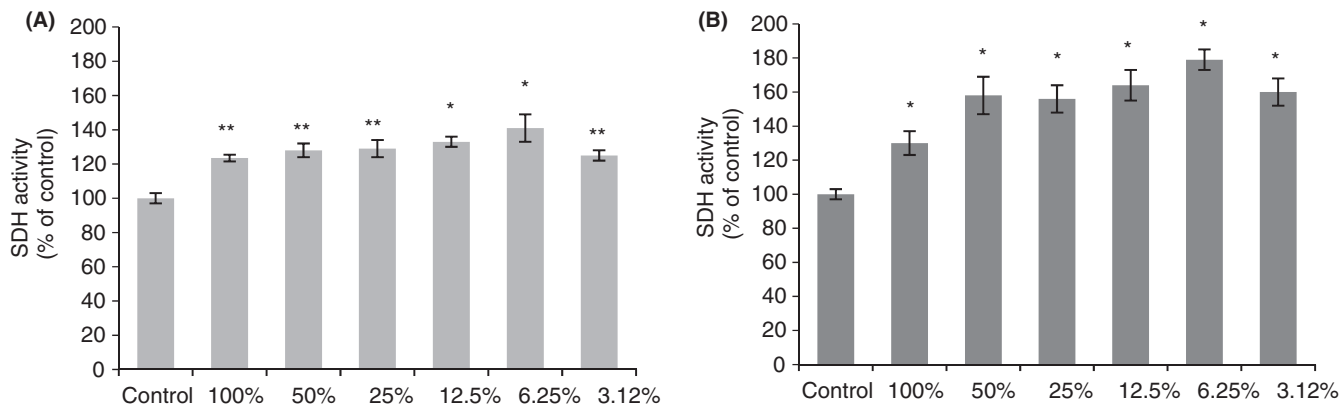 (A)
SDH activity
(% of control)
200
180
160
140
120
100
80
60
40
20
0
** ** ** * * **
Control 100% 50% 25% 12.5% 6.25% 3.12%
(B)
SDH activity
(% of control)
200
180
160
140
120
100
80
60
40
20
0
* * * * * *
Control 100% 50% 25% 12.5% 6.25% 3.12%